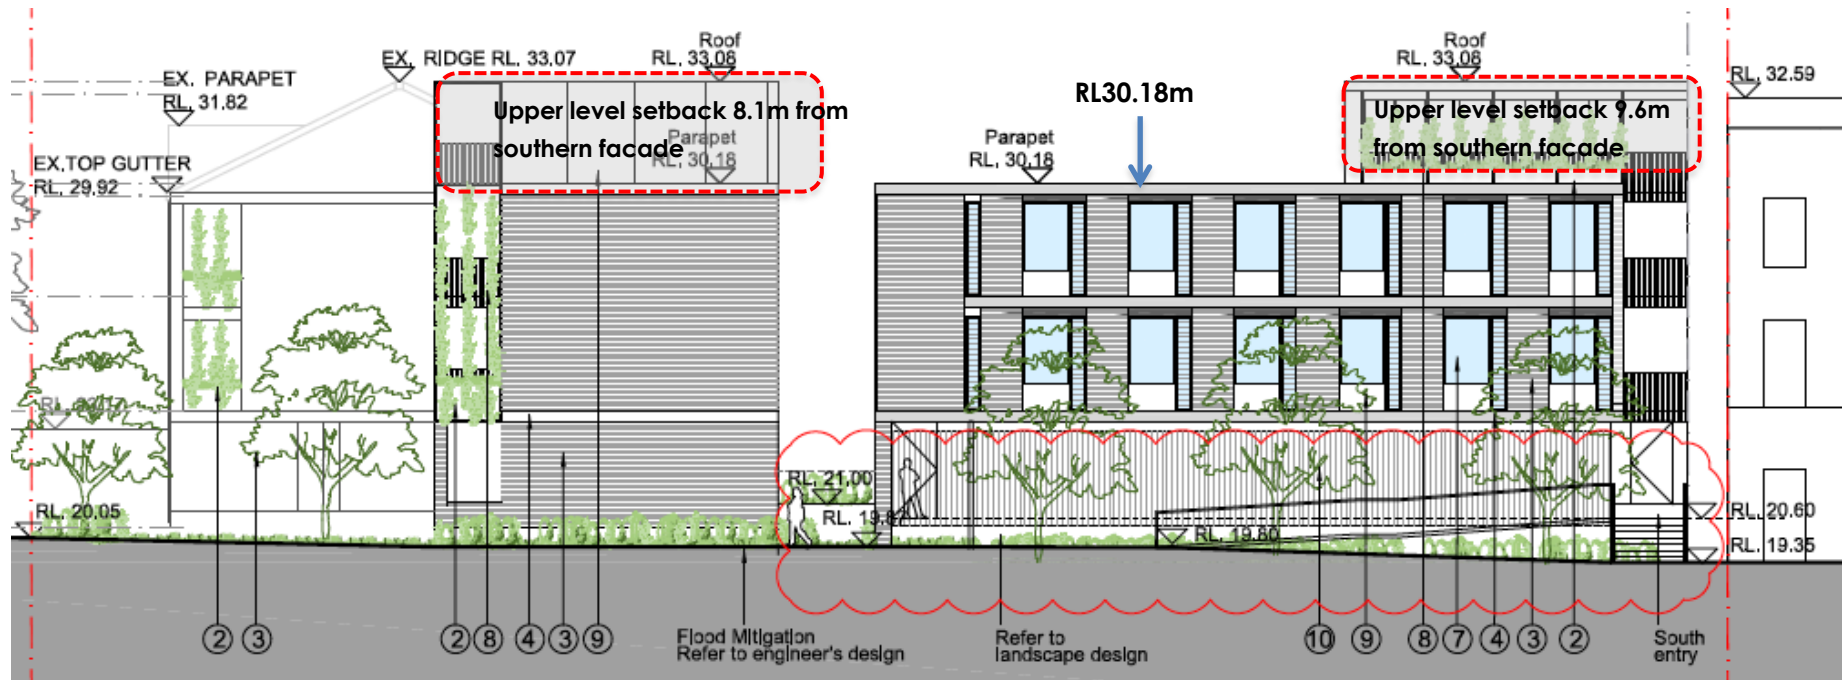 EX. RIDGE RL, 33.07
Roof
RL, 33.08
EX. PARAPET
RL, 31.82
Upper level setback 8.1m from
southern facade
Parapet
RL, 30.18
EX.TOP GUTTER
RL, 29.92
RL30.18m
Parapet
RL, 30.18
Roof
RL, 33.08
Upper level setback 9.6m
from southern facade
RL, 32.59
RL, 20.05
RL, 21.00
RL, 19.80
RL, 20.60
RL, 19.35
2 3 2 8 4 3 9
Flood Mitigation
Refer to engineer's design
Refer to
landscape design
10 9 8 7 4 3 2
South
entry